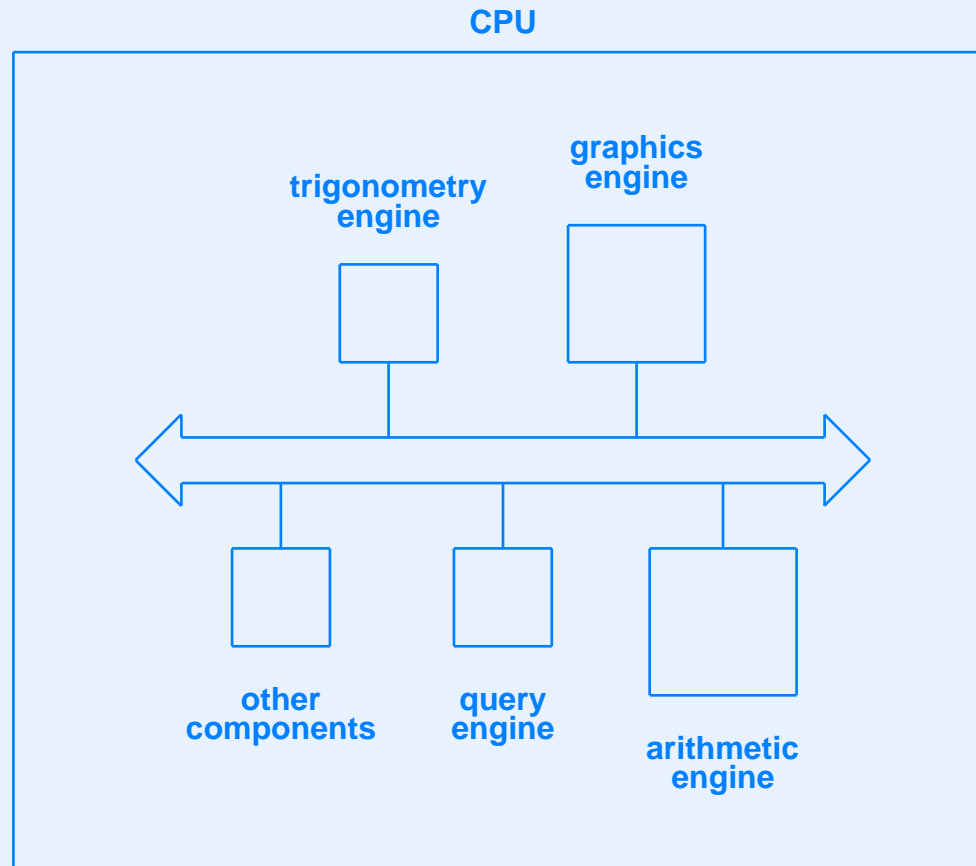 CPU
graphics
engine
trigonometry
engine
other
components
query
engine
arithmetic
engine